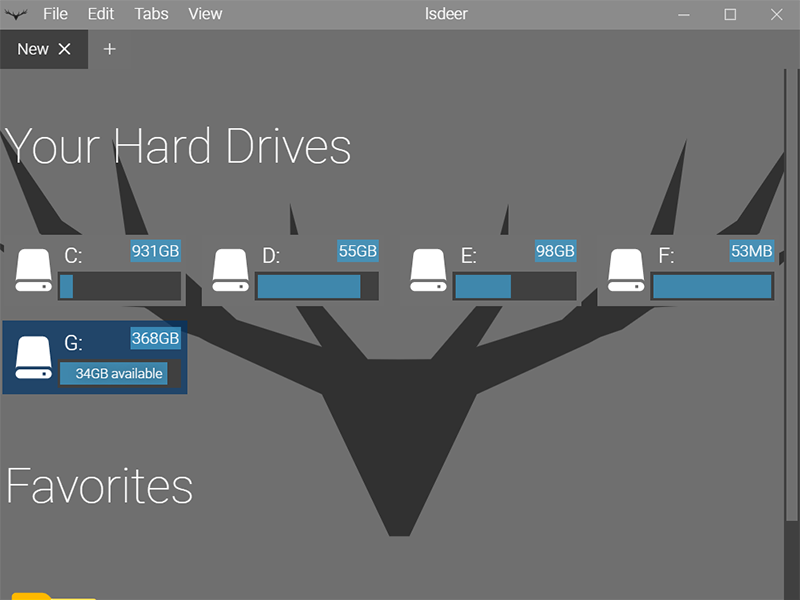 File Edit Tabs View lsdeer
New
Your Hard Drives
C: 931GB D: 55GB E: 98GB F: 53MB
G: 368GB
34GB available
Favorites